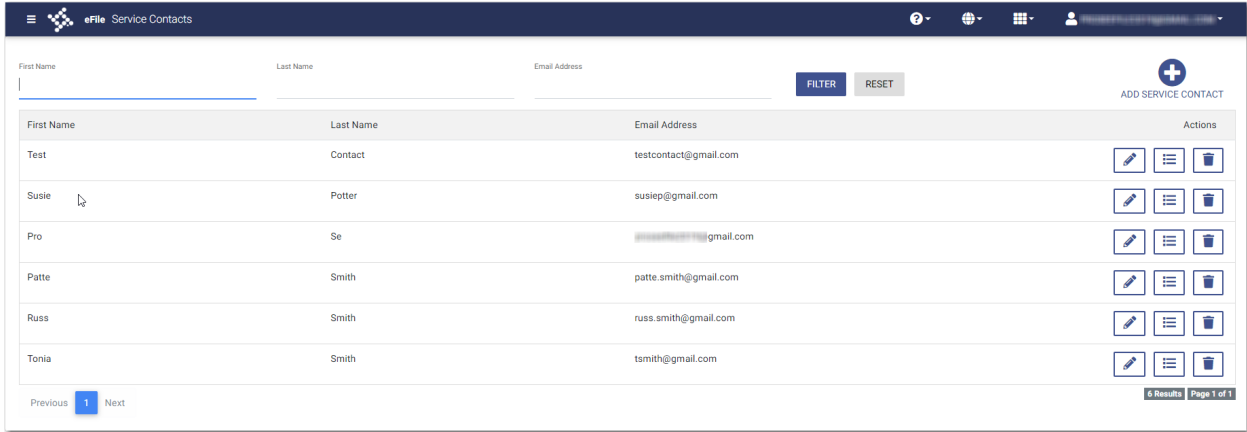 eFile Service Contacts
First Name Last Name Email Address
FILTER RESET
ADD SERVICE CONTACT
First Name Last Name Email Address Actions
Test Contact testcontact@gmail.com
Susie Potter susiep@gmail.com
Pro Se gmail.com
Patte Smith patte.smith@gmail.com
Russ Smith russ.smith@gmail.com
Tonia Smith tsmith@gmail.com
Previous 1 Next
6 Results Page 1 of 1